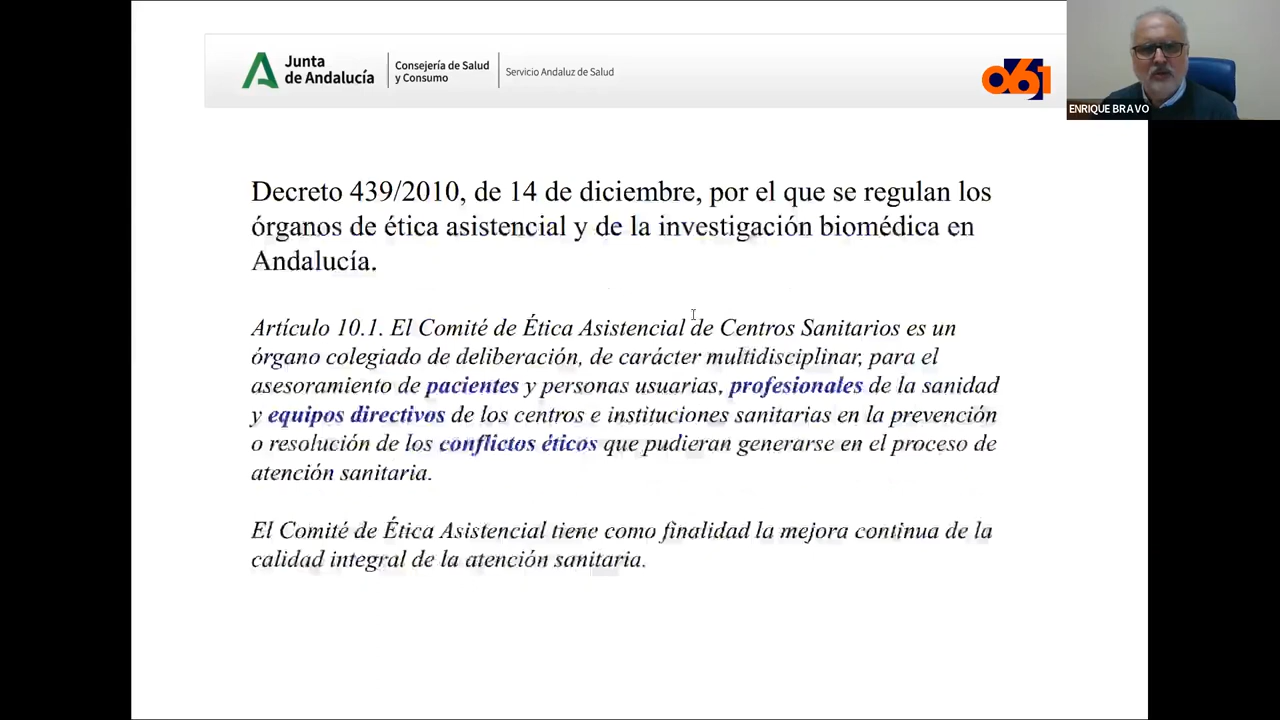 Junta
de Andalucía
Consejería de Salud
y Consumo
Servicio Andaluz de Salud
061
ENRIQUE BRAVO
Decreto 439/2010, de 14 de diciembre, por el que se regulan los
órganos de ética asistencial y de la investigación biomédica en
Andalucía.
Artículo 10.1. El Comité de Ética Asistencial de Centros Sanitarios es un
órgano colegiado de deliberación, de carácter multidisciplinar, para el
asesoramiento de pacientes y personas usuarias, profesionales de la sanidad
y equipos directivos de los centros e instituciones sanitarias en la prevención
o resolución de los conflictos éticos que pudieran generarse en el proceso de
atención sanitaria.
El Comité de Ética Asistencial tiene como finalidad la mejora continua de la
calidad integral de la atención sanitaria.